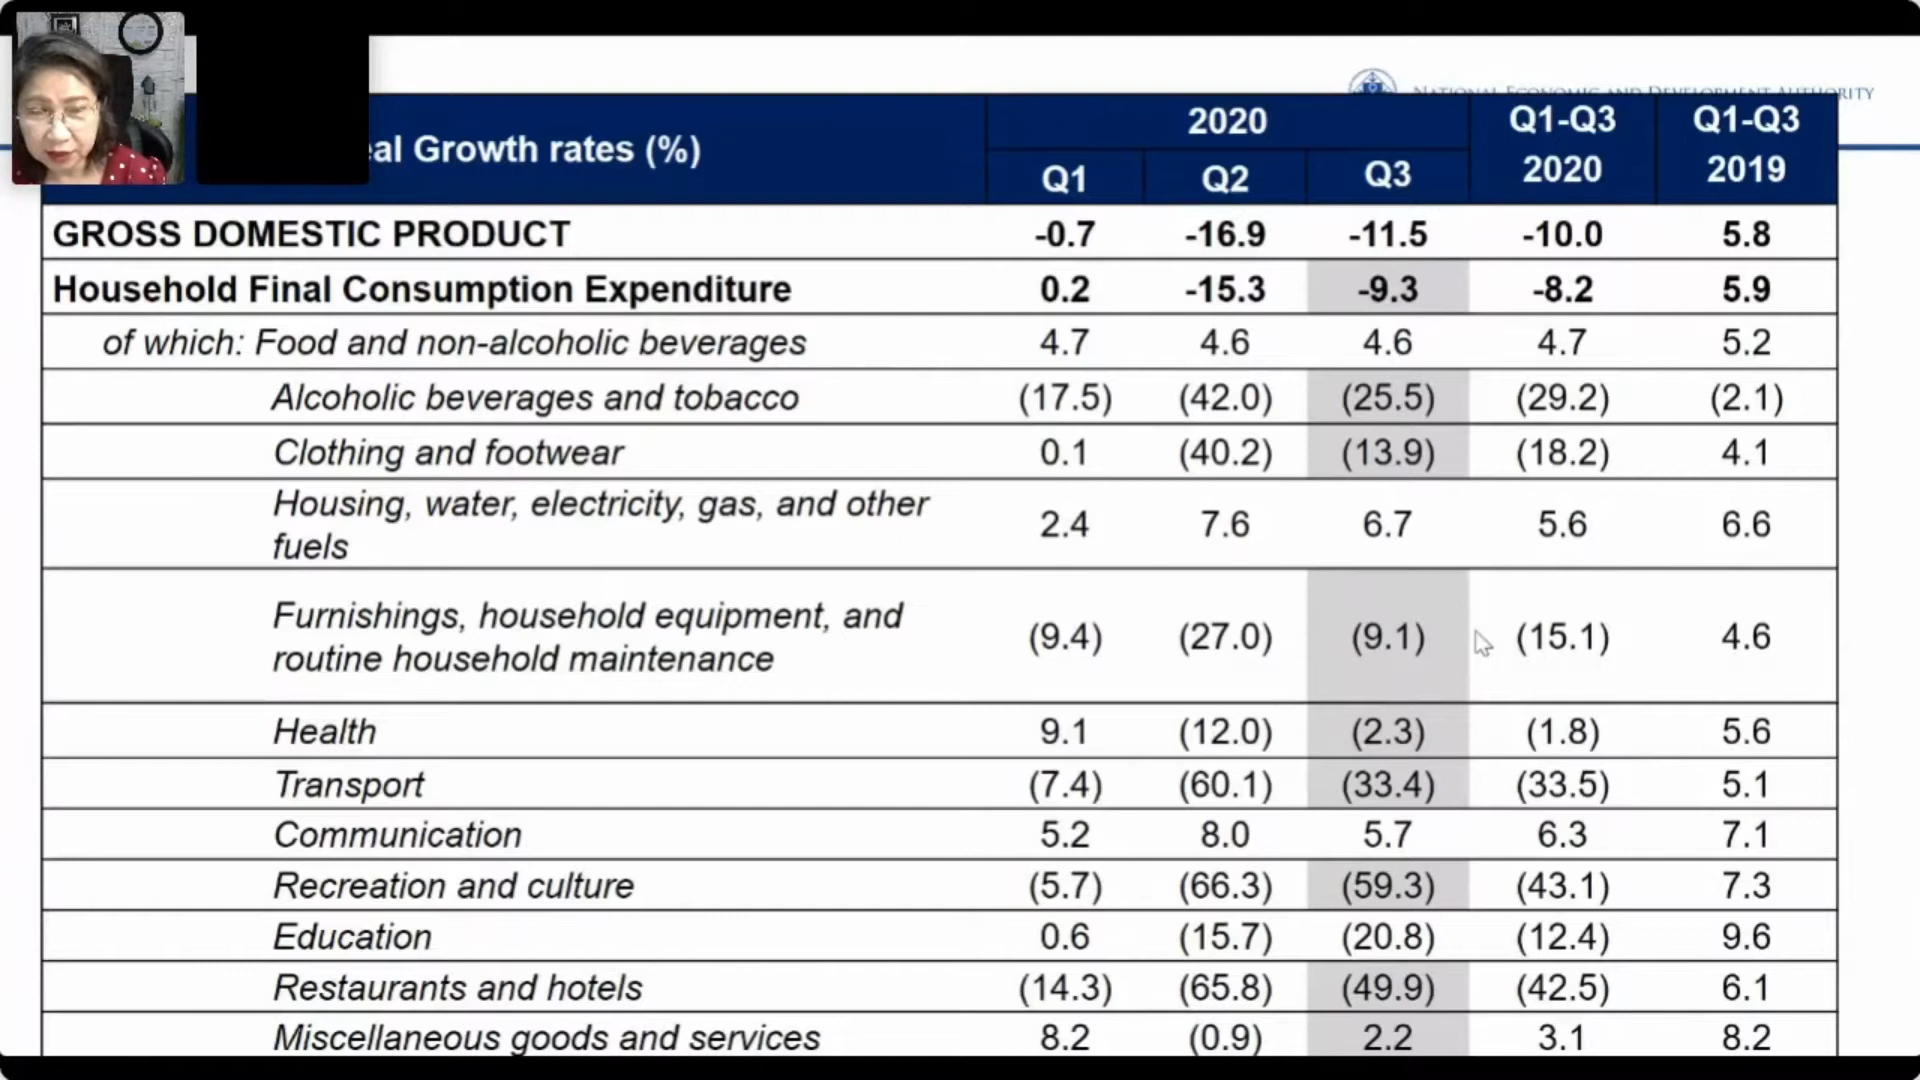 NATIONAL ECONOMIC AND DEVELOPMENT AUTHORITY
eal Growth rates (%) 2020 Q1-Q3 2020 Q1-Q3 2019
Q1 Q2 Q3
GROSS DOMESTIC PRODUCT -0.7 -16.9 -11.5 -10.0 5.8
Household Final Consumption Expenditure 0.2 -15.3 -9.3 -8.2 5.9
of which: Food and non-alcoholic beverages 4.7 4.6 4.6 4.7 5.2
Alcoholic beverages and tobacco (17.5) (42.0) (25.5) (29.2) (2.1)
Clothing and footwear 0.1 (40.2) (13.9) (18.2) 4.1
Housing, water, electricity, gas, and other
fuels 2.4 7.6 6.7 5.6 6.6
Furnishings, household equipment, and
routine household maintenance (9.4) (27.0) (9.1) (15.1) 4.6
Health 9.1 (12.0) (2.3) (1.8) 5.6
Transport (7.4) (60.1) (33.4) (33.5) 5.1
Communication 5.2 8.0 5.7 6.3 7.1
Recreation and culture (5.7) (66.3) (59.3) (43.1) 7.3
Education 0.6 (15.7) (20.8) (12.4) 9.6
Restaurants and hotels (14.3) (65.8) (49.9) (42.5) 6.1
Miscellaneous goods and services 8.2 (0.9) 2.2 3.1 8.2